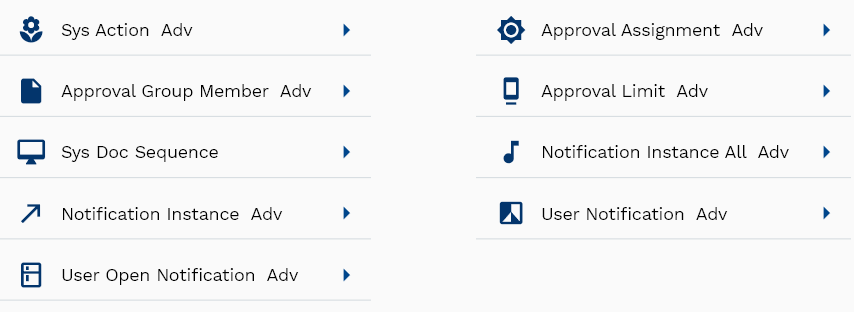 Sys Action  Adv
Approval Assignment  Adv
Approval Group Member  Adv
Approval Limit  Adv
Sys Doc Sequence
Notification Instance All  Adv
Notification Instance  Adv
User Notification  Adv
User Open Notification  Adv